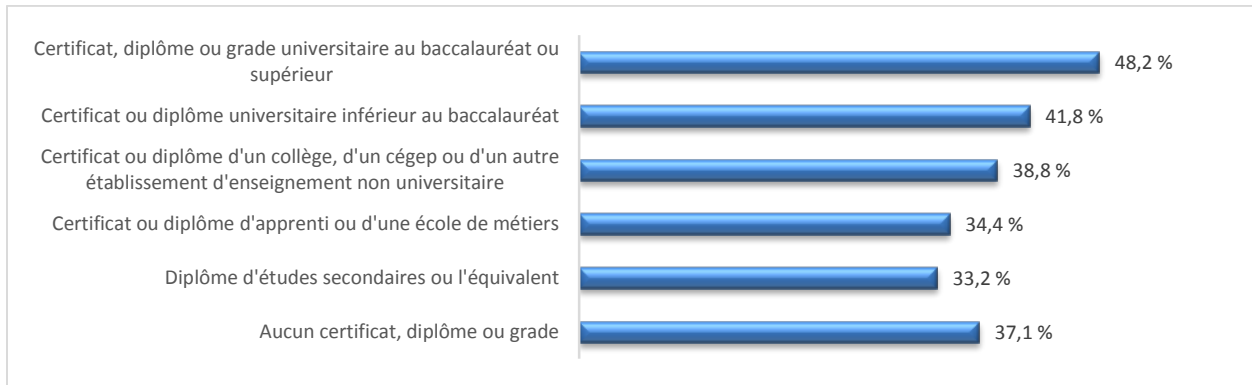 Certificat, diplôme ou grade universitaire au baccalauréat ou
supérieur
48,2 %
Certificat ou diplôme universitaire inférieur au baccalauréat
41,8 %
Certificat ou diplôme d'un collège, d'un cégep ou d'un autre
établissement d'enseignement non universitaire
38,8 %
Certificat ou diplôme d'apprenti ou d'une école de métiers
34,4 %
Diplôme d'études secondaires ou l'équivalent
33,2 %
Aucun certificat, diplôme ou grade
37,1 %